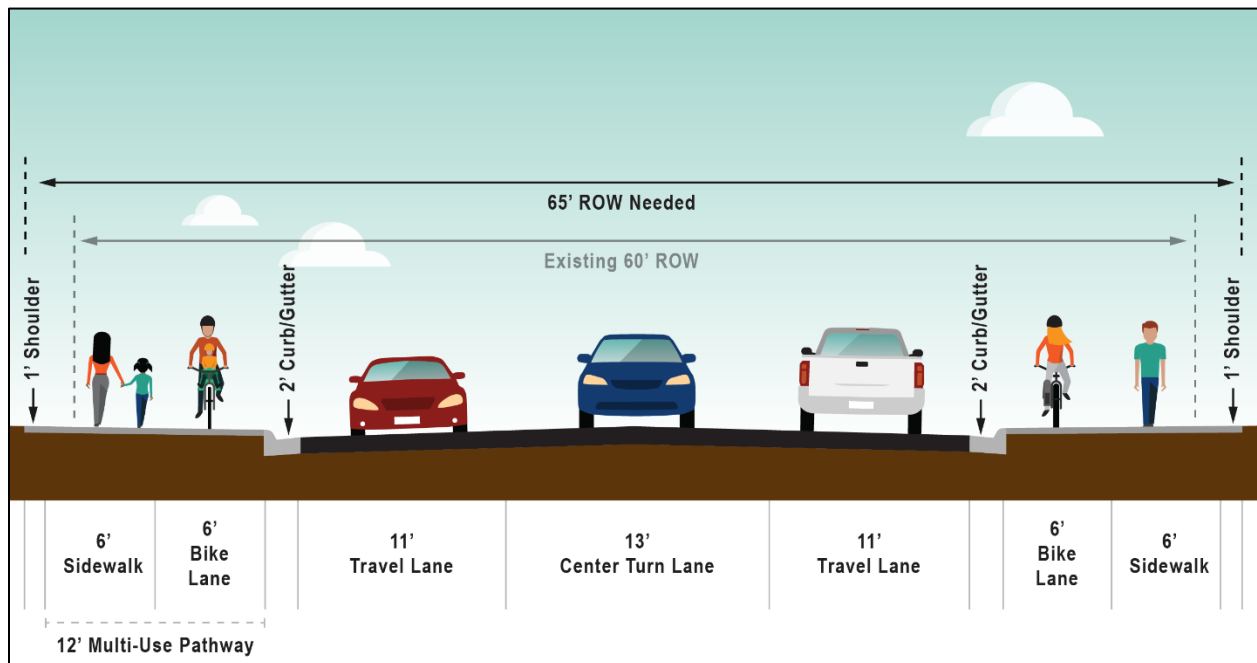 65’ ROW Needed
Existing 60’ ROW
1’ Shoulder
2’ Curb/Gutter
2’ Curb/Gutter
1’ Shoulder
6’
Sidewalk
6’
Bike
Lane
11’
Travel Lane
13’
Center Turn Lane
11’
Travel Lane
6’
Bike
Lane
6’
Sidewalk
12’ Multi-Use Pathway